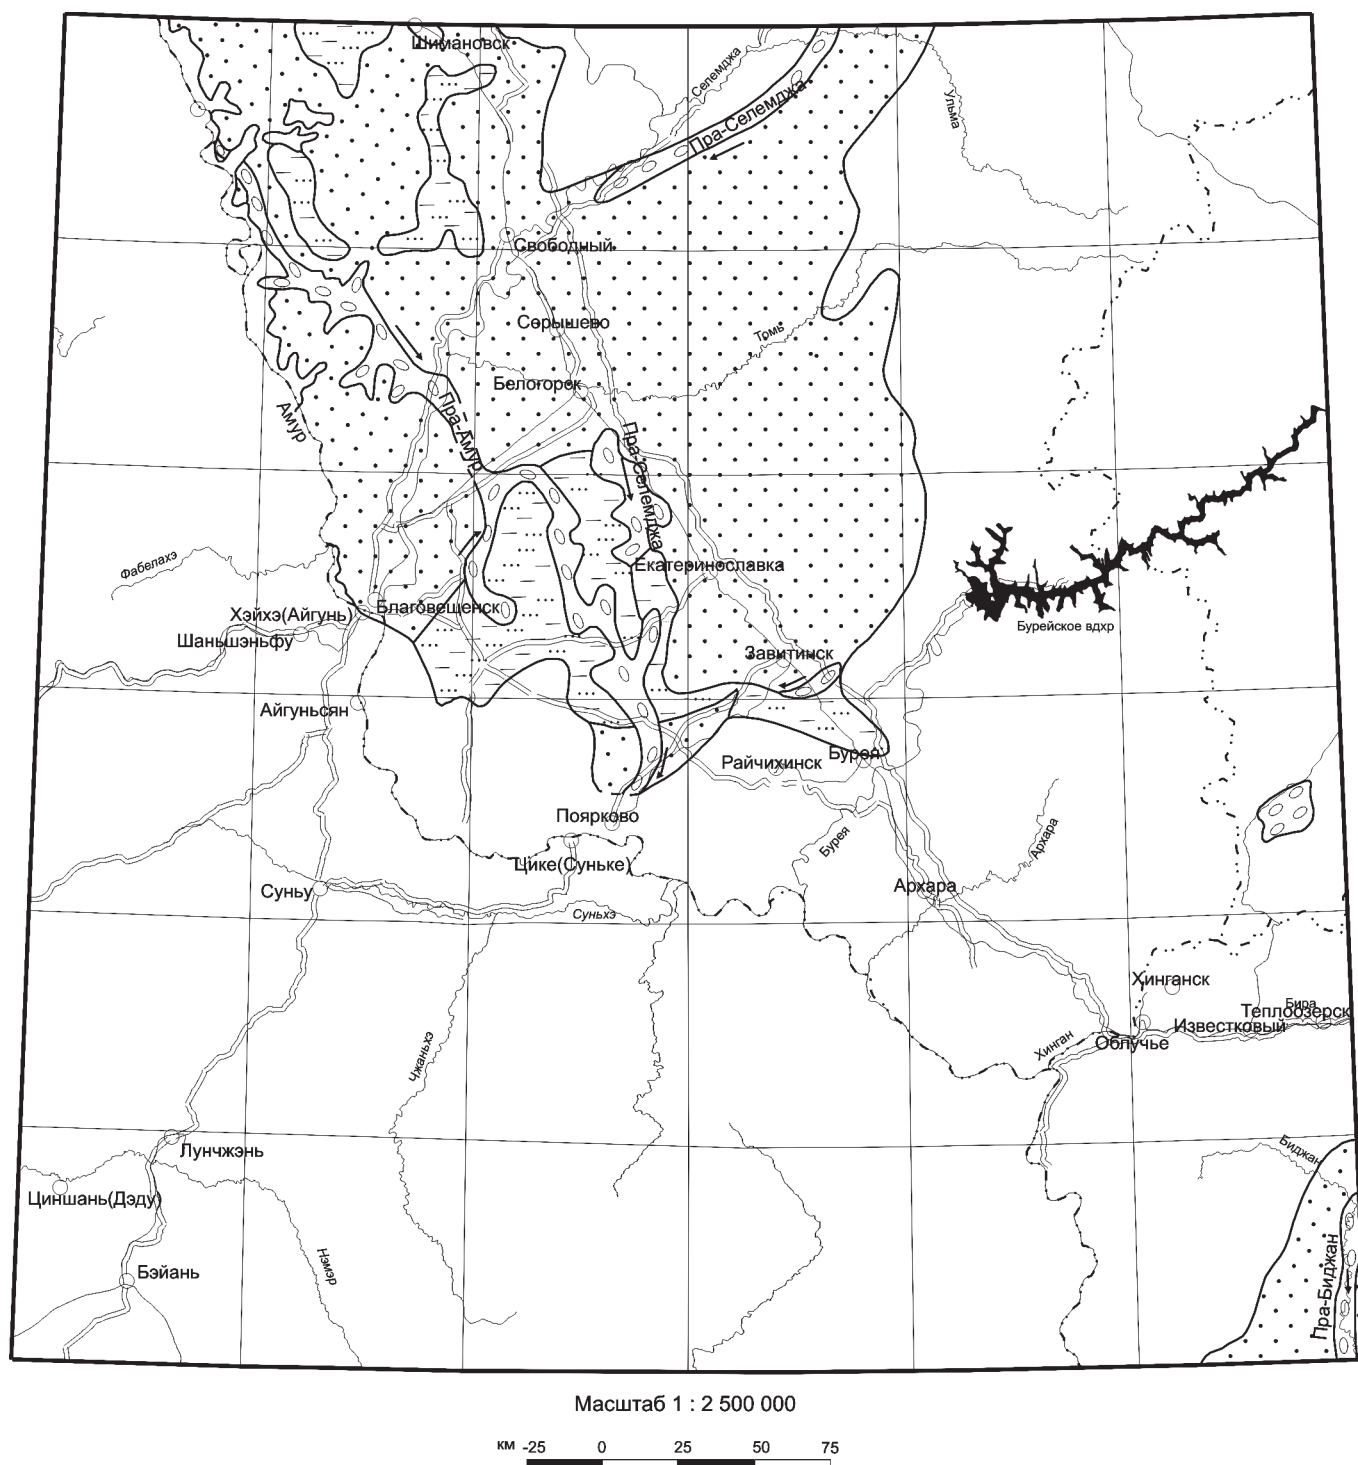 Шимановск
Селемджа
Пра-Селемджа
Ульма
Свободный
Серышево
Томь
Белогорск
Амур
Пра-Амур
Пра-Селемджа
Фабелахэ
Екатеринославка
Хэйхэ(Айгунь)
Благовещенск
Шаньшэньфу
Бурейское вдхр
Завитинск
Айгуньсян
Бурея
Райчихинск
Поярково
Бурея
Архара
Цике(Суньке)
Суньу
Архара
Суньхэ
Хинганск
Бира
Теплоозерск
Известковый
Облучье
Хинган
Чжаньхэ
Лунчжэнь
Биджан
Циншань(Дэду)
Нэмэр
Бэйань
Пра-Биджан
Масштаб 1 : 2 500 000
км -25 0 25 50 75